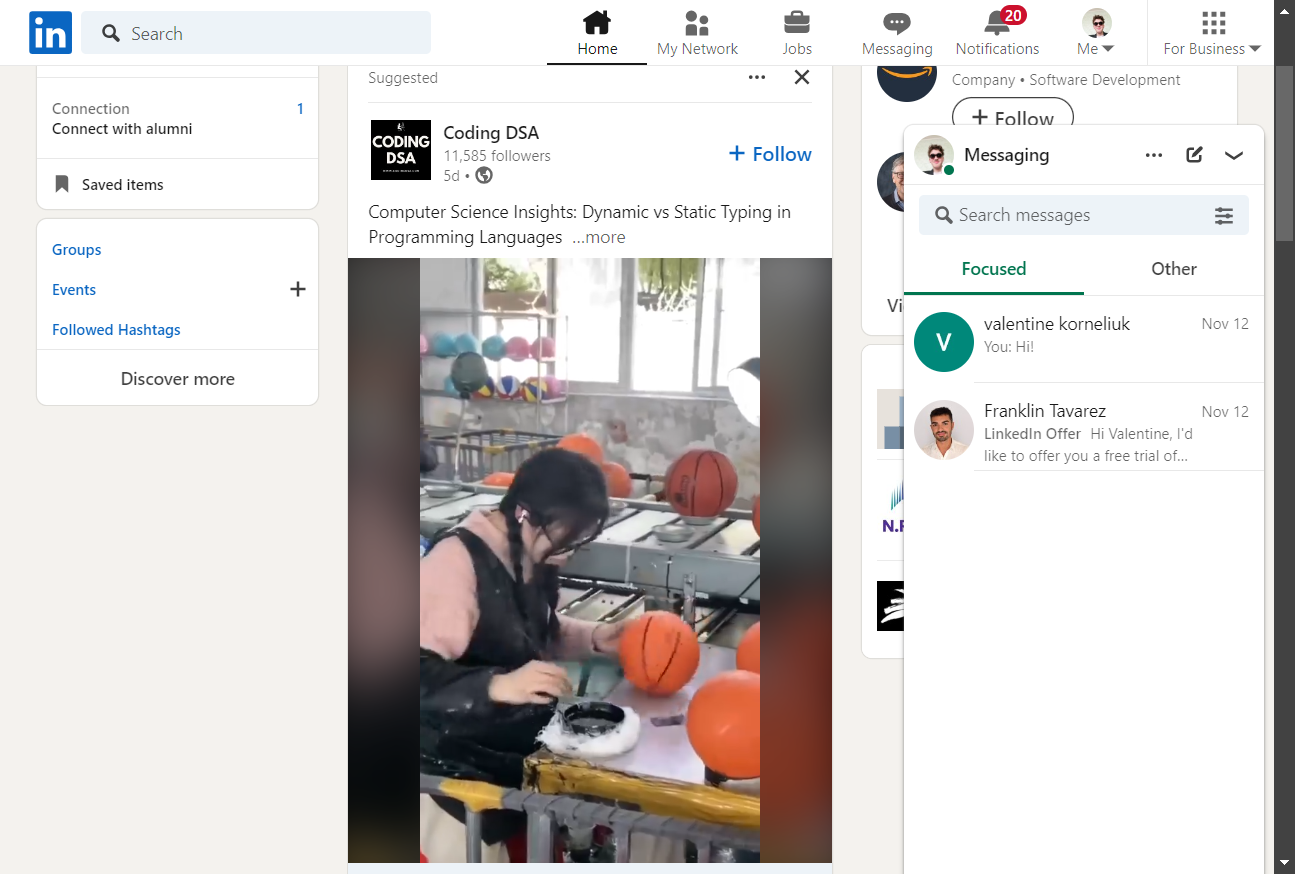 in
Search
Home
My Network
Jobs
Messaging
20
Notifications
Me
For Business
Connection
1
Connect with alumni
Saved items
Groups
Events
Followed Hashtags
Discover more
Suggested
CODING
DSA
Coding DSA
11,585 followers
5d •
+ Follow
Computer Science Insights: Dynamic vs Static Typing in
Programming Languages ...more
Company • Software Development
+ Follow
Messaging
Search messages
Focused
Other
V
valentine korneliuk
Nov 12
You: Hi!
Franklin Tavarez
Nov 12
LinkedIn Offer Hi Valentine, I'd
like to offer you a free trial of...